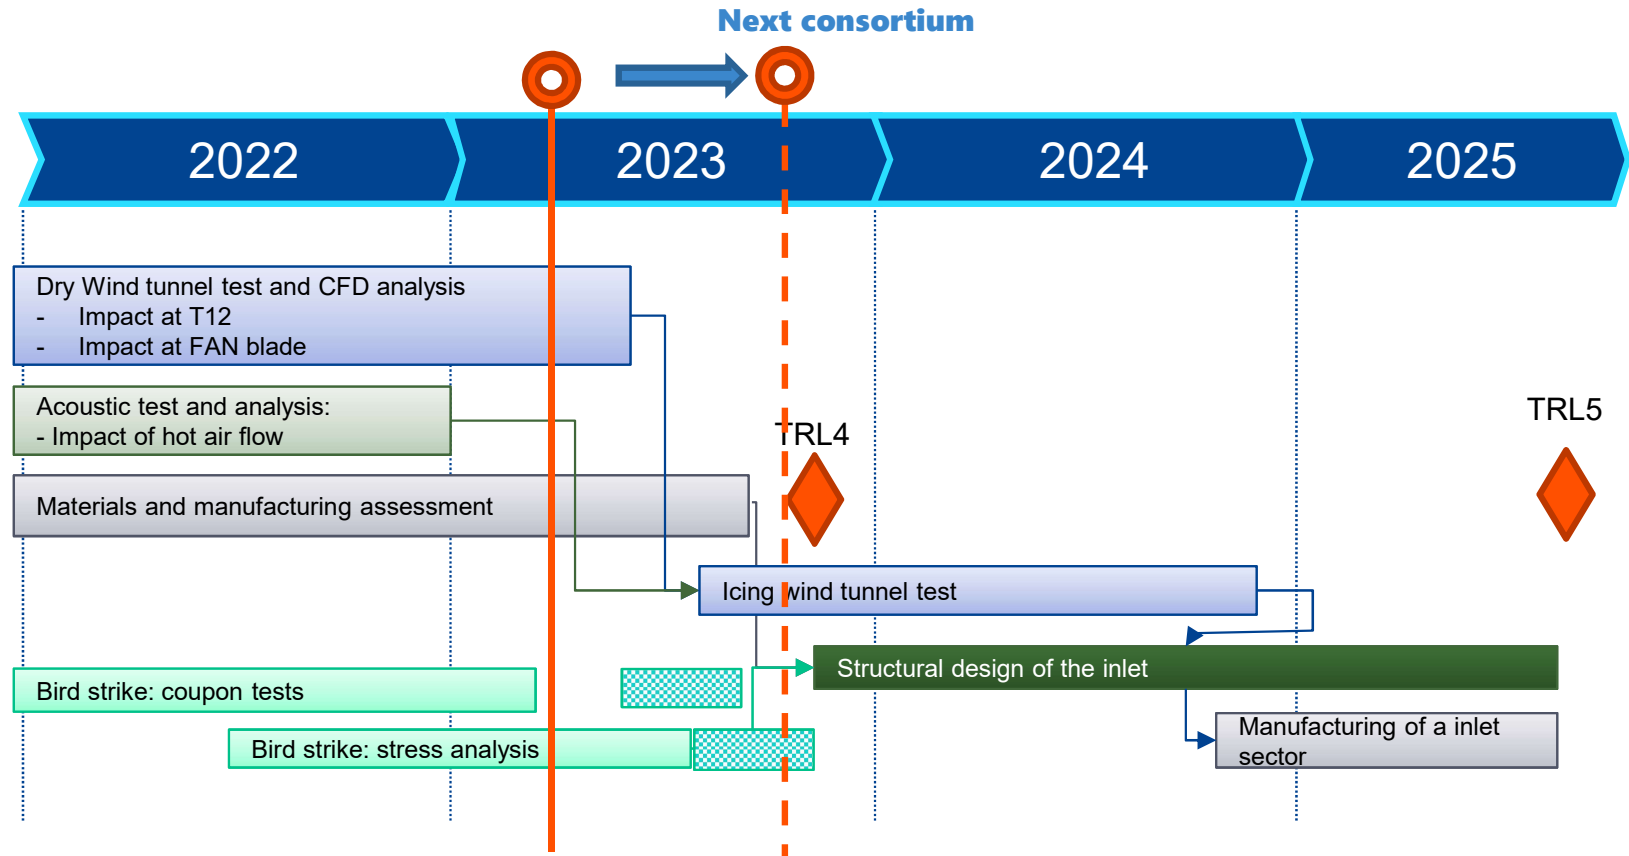 Next consortium
2022
2023
2024
2025
Dry Wind tunnel test and CFD analysis
- Impact at T12
- Impact at FAN blade
Acoustic test and analysis:
- Impact of hot air flow
TRL4
TRL5
Materials and manufacturing assessment
Icing wind tunnel test
Structural design of the inlet
Bird strike: coupon tests
Bird strike: stress analysis
Manufacturing of a inlet
sector